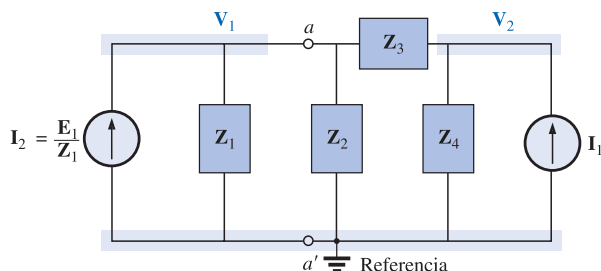 V₁
a
Z₃
V₂
I₂ = E₁/Z₁
Z₁
Z₂
Z₄
I₁
a′
Referencia